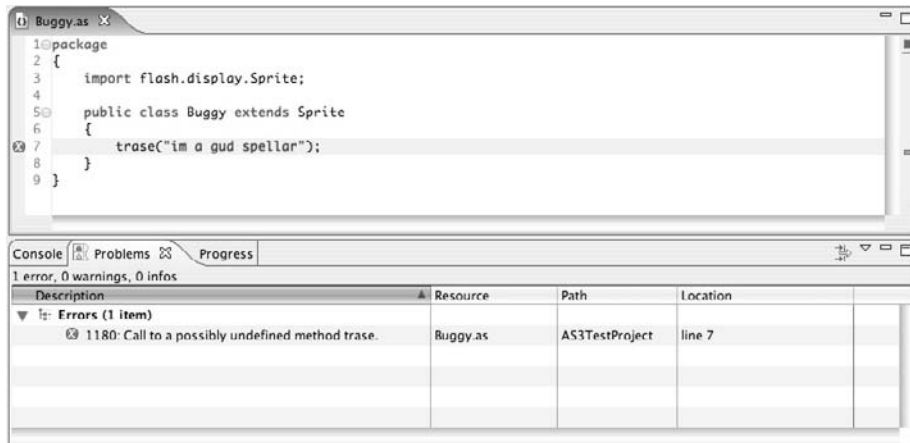 Buggy.as
1 package
2 {
3 import flash.display.Sprite;
4
5 public class Buggy extends Sprite
6 {
7 trase("im a gud spellar");
8 }
9 }
Console Problems Progress
1 error, 0 warnings, 0 infos
Description Resource Path Location
Errors (1 item)
1180: Call to a possibly undefined method trase. Buggy.as AS3TestProject line 7